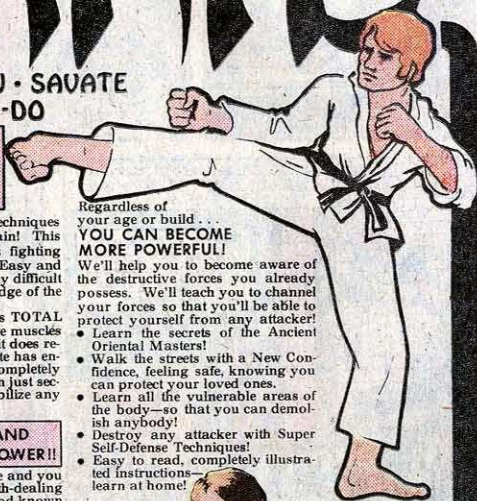 J • SAVATE
-DO
echniques
ain! This
fighting
Easy and
y difficult
dge of the
s TOTAL
e muscles
it does re-
te has en-
ompletely
n just sec-
bilize any
AND
OWER!!
e and you
th-dealing
ed known
Regardless of
your age or build . . .
YOU CAN BECOME
MORE POWERFUL!
We'll help you to become aware of
the destructive forces you already
possess. We'll teach you to channel
your forces so that you'll be able to
protect yourself from any attacker!
• Learn the secrets of the Ancient
Oriental Masters!
• Walk the streets with a New Con-
fidence, feeling safe, knowing you
can protect your loved ones.
• Learn all the vulnerable areas of
the body—so that you can demol-
ish anybody!
• Destroy any attacker with Super
Self-Defense Techniques!
• Easy to read, completely illustra-
ted instructions—
learn at home!